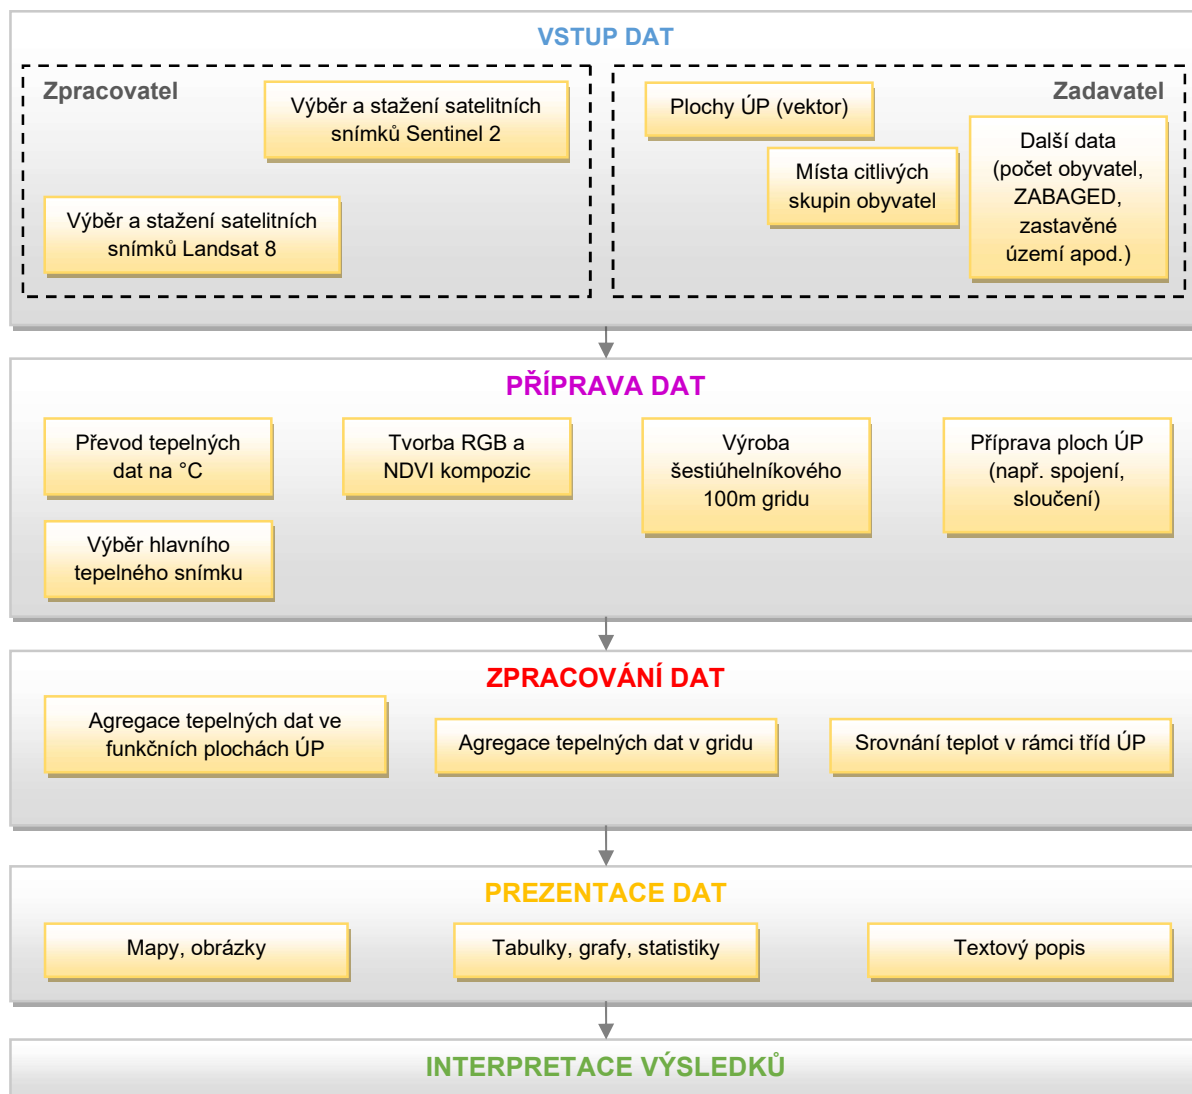 VSTUP DAT
Zpracovatel
Výběr a stažení satelitních
snímků Sentinel 2
Výběr a stažení satelitních
snímků Landsat 8
Zadavatel
Plochy ÚP (vektor)
Místa citlivých
skupin obyvatel
Další data
(počet obyvatel,
ZABAGED,
zastavěné
území apod.)
PŘÍPRAVA DAT
Převod tepelných
dat na °C
Tvorba RGB a
NDVI kompozic
Výroba
šestiúhelníkového
100m gridu
Příprava ploch ÚP
(např. spojení,
sloučení)
Výběr hlavního
tepelného snímku
ZPRACOVÁNÍ DAT
Agregace tepelných dat ve
funkčních plochách ÚP
Agregace tepelných dat v gridu
Srovnání teplot v rámci tříd ÚP
PREZENTACE DAT
Mapy, obrázky
Tabulky, grafy, statistiky
Textový popis
INTERPRETACE VÝSLEDKŮ